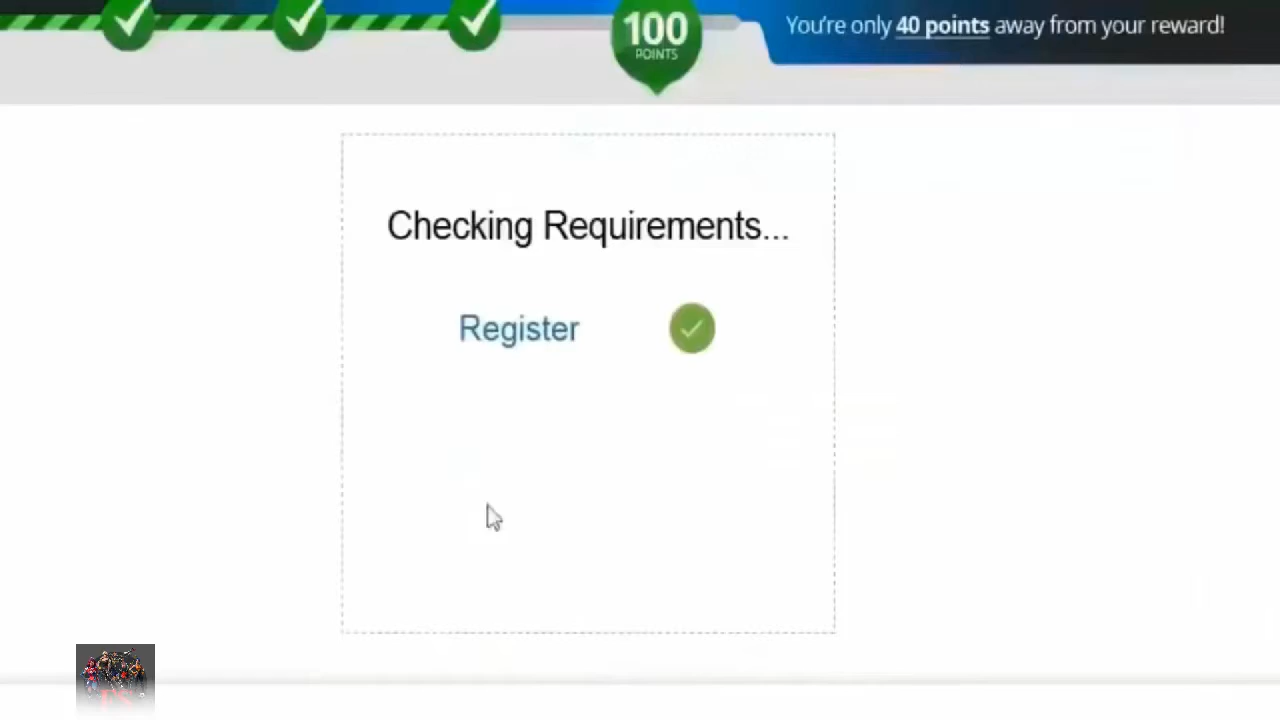 100
POINTS
You're only 40 points away from your reward!
Checking Requirements...
Register